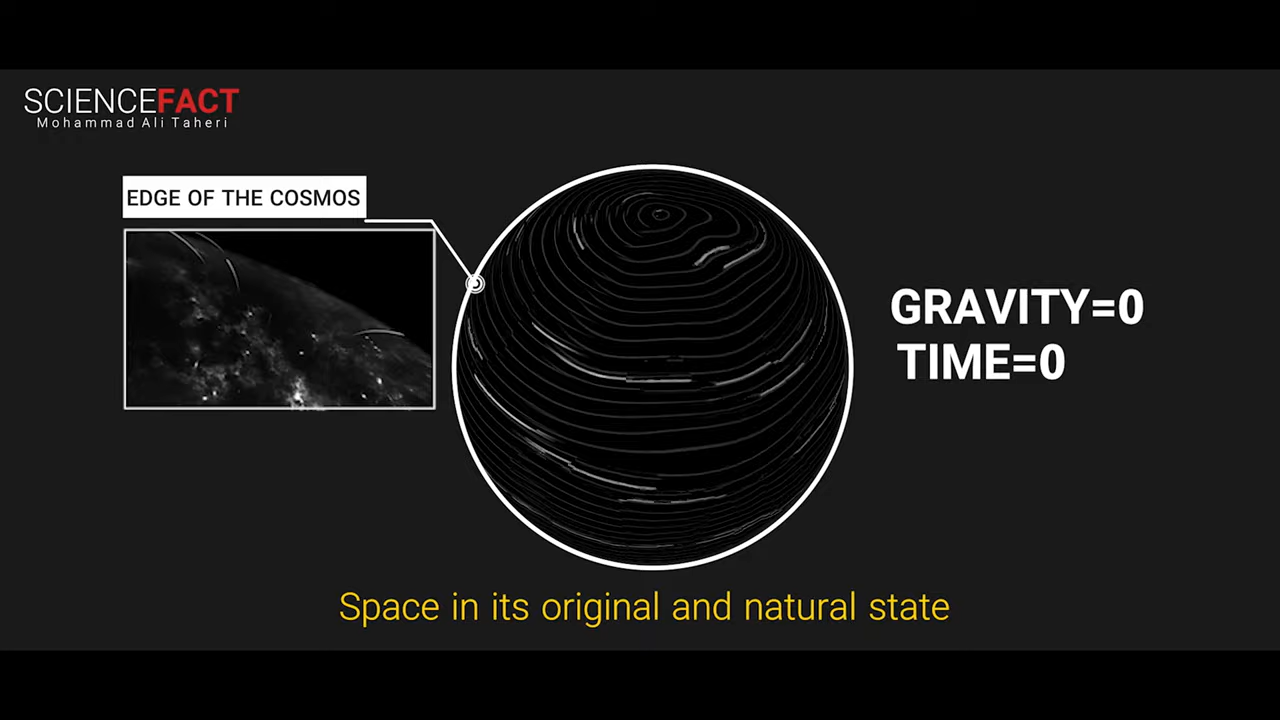 SCIENCEFACT
Mohammad Ali Taheri
EDGE OF THE COSMOS
GRAVITY=0
TIME=0
Space in its original and natural state